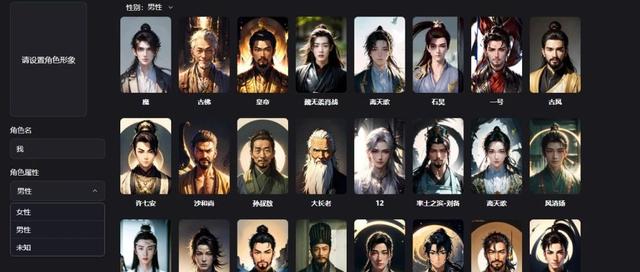 性别: 男性
请设置角色形象
魔
古佛
皇帝
魏无羡肖战
离天歌
石昊
一号
古风
角色名
我
角色属性
男性
女性
男性
未知
许七安
沙和尚
孙叔敖
大长老
12
率土之滨-刘备
离天歌
风清扬